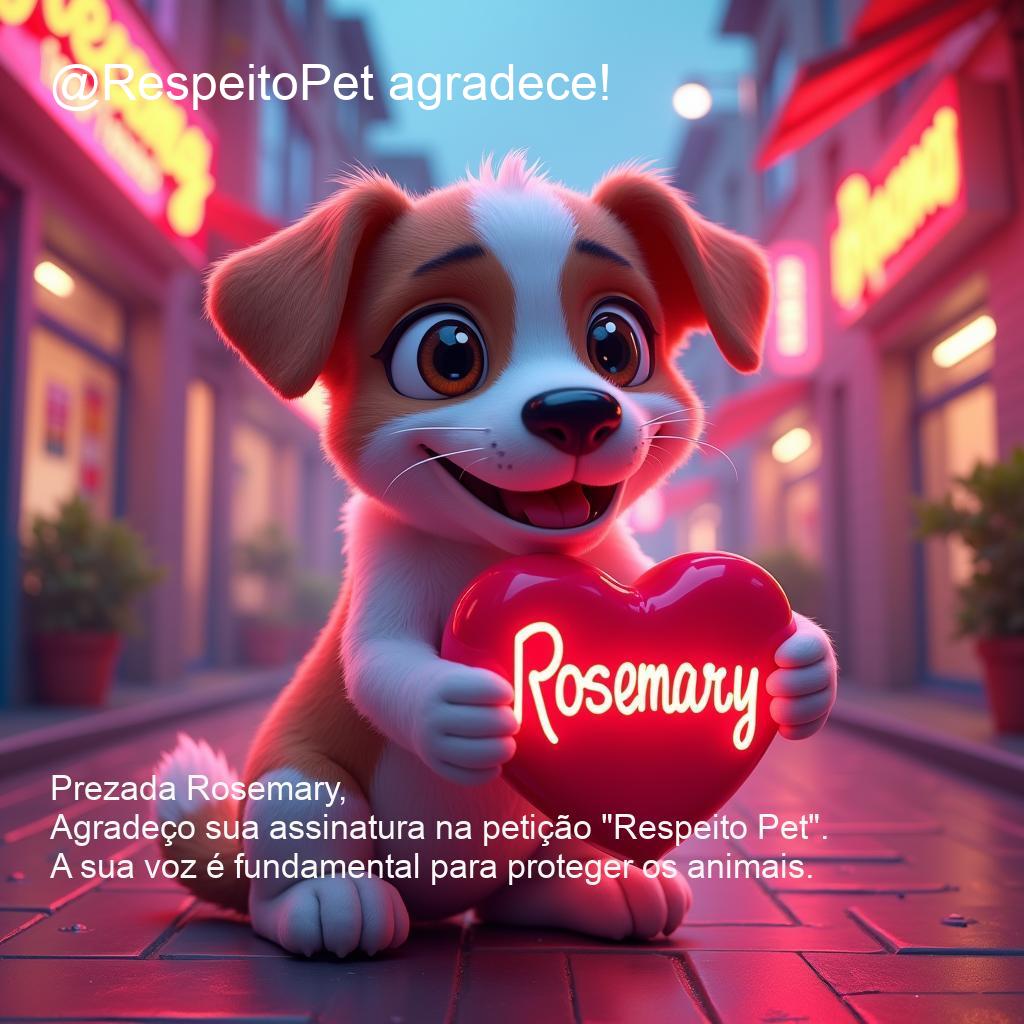 @RespeitoPet agradece!
Rosemary
Prezada Rosemary,
Agradeço sua assinatura na petição "Respeito Pet".
A sua voz é fundamental para proteger os animais.